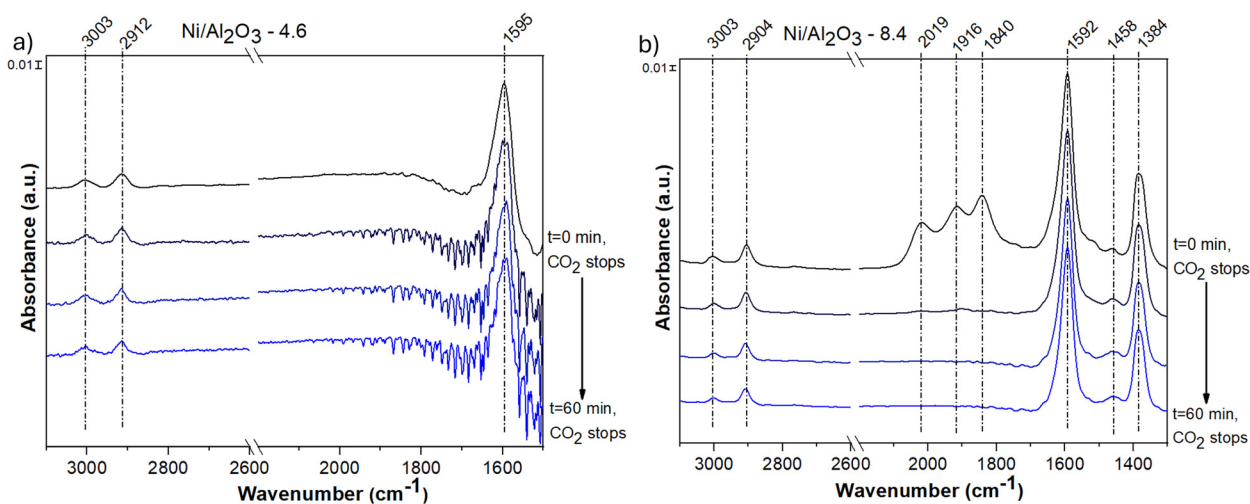 a)
Ni/Al2O3 - 4.6
3003
2912
1595
0.01
Absorbance (a.u.)
t=0 min,
CO2 stops
t=60 min,
CO2 stops
3000 2800 2600 2000 1800 1600
Wavenumber (cm-1)
b)
Ni/Al2O3 - 8.4
3003
2904
2019
1916
1840
1592
1458
1384
0.01
Absorbance (a.u.)
t=0 min,
CO2 stops
t=60 min,
CO2 stops
3000 2800 2600 2000 1800 1600 1400
Wavenumber (cm-1)